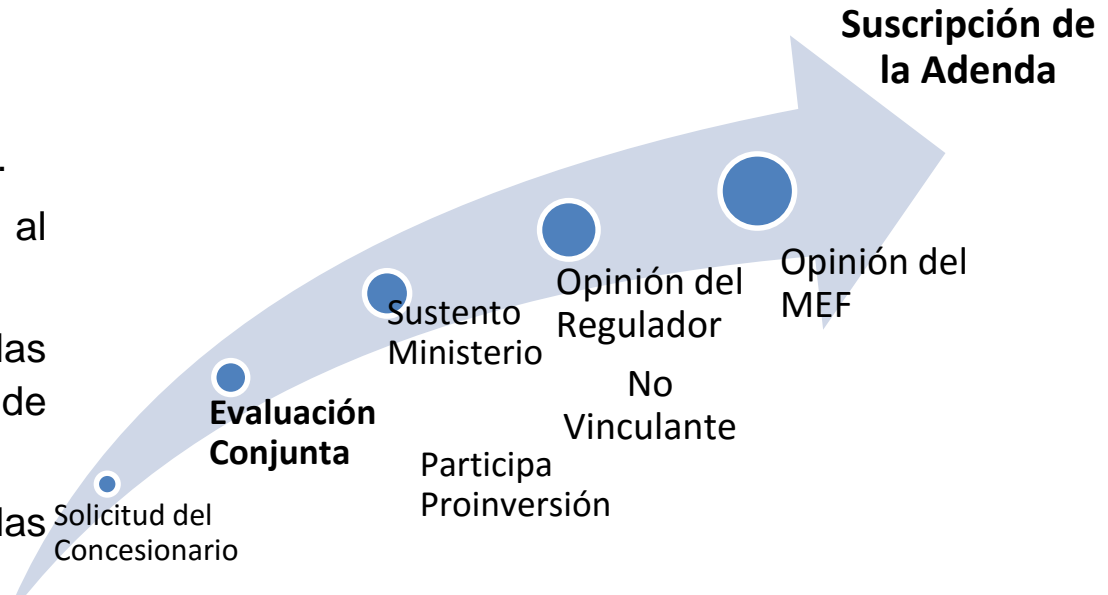 Suscripción de
la Adenda
al
las
de
las
Opinión del
MEF
Opinión del
Regulador
No
Vinculante
Sustento
Ministerio
Participa
Proinversión
Evaluación
Conjunta
Solicitud del
Concesionario